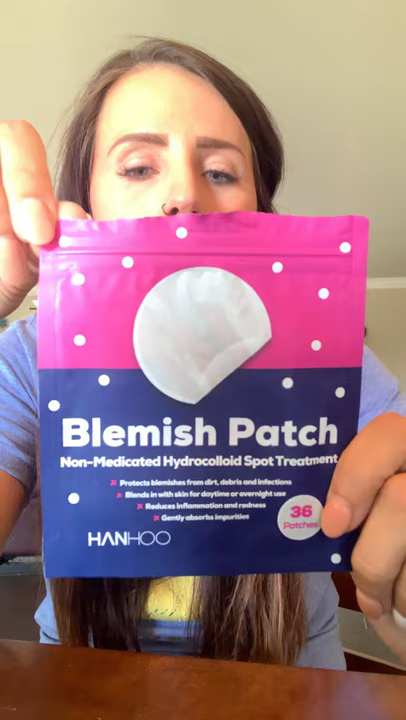 Blemish Patch
Non-Medicated Hydrocolloid Spot Treatment
Protects blemishes from dirt, debris and infections
Blends in with skin for daytime or overnight use
Reduces inflammation and redness
Gently absorbs impurities
36
Patches
HANHOO